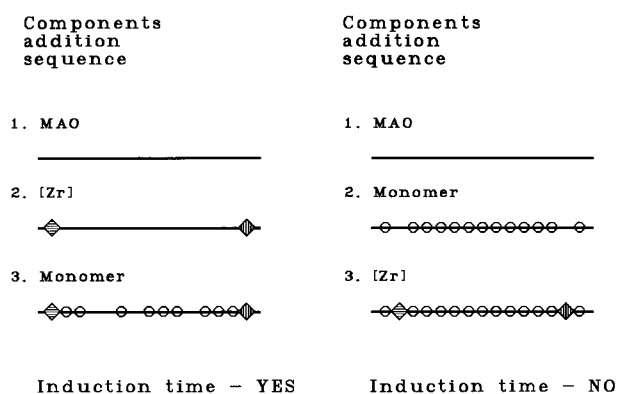 Components
addition
sequence
1. MAO
2. [Zr]
3. Monomer
Induction time – YES
Components
addition
sequence
1. MAO
2. Monomer
3. [Zr]
Induction time – NO